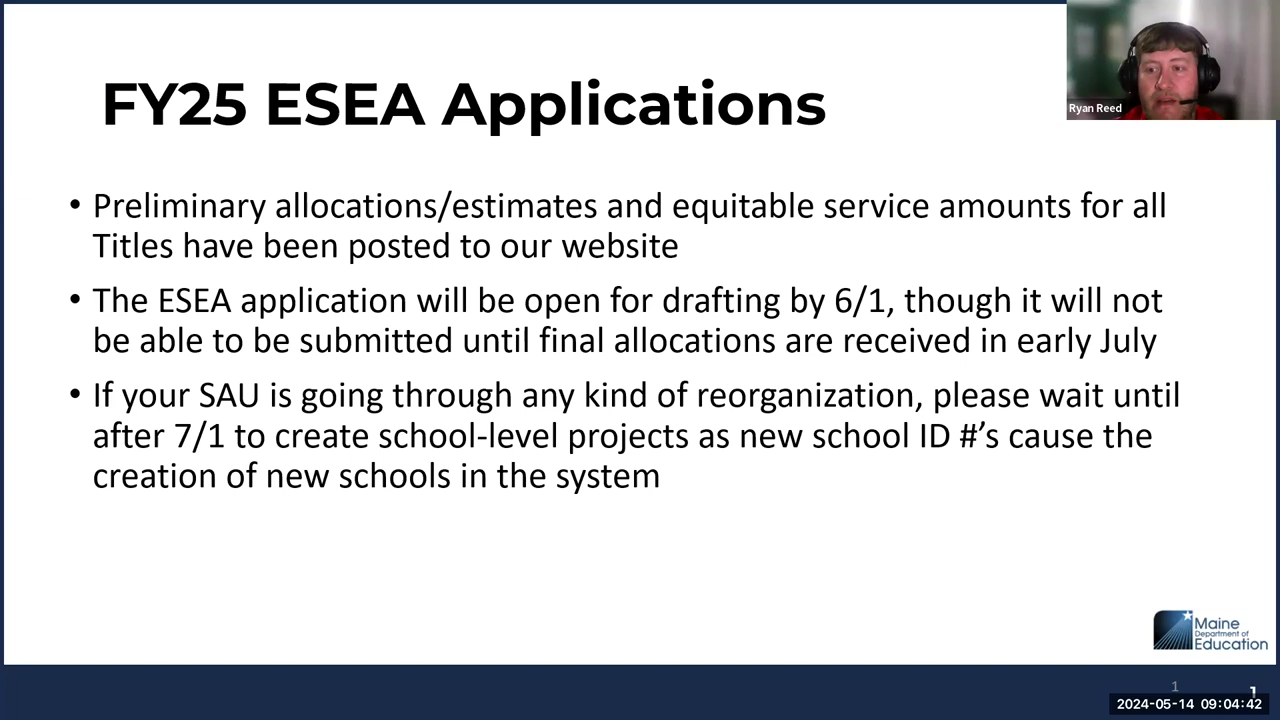 FY25 ESEA Applications
Ryan Reed
• Preliminary allocations/estimates and equitable service amounts for all
Titles have been posted to our website
• The ESEA application will be open for drafting by 6/1, though it will not
be able to be submitted until final allocations are received in early July
• If your SAU is going through any kind of reorganization, please wait until
after 7/1 to create school-level projects as new school ID #’s cause the
creation of new schools in the system
Maine
Department of
Education
1
1
2024-05-14 09:04:42